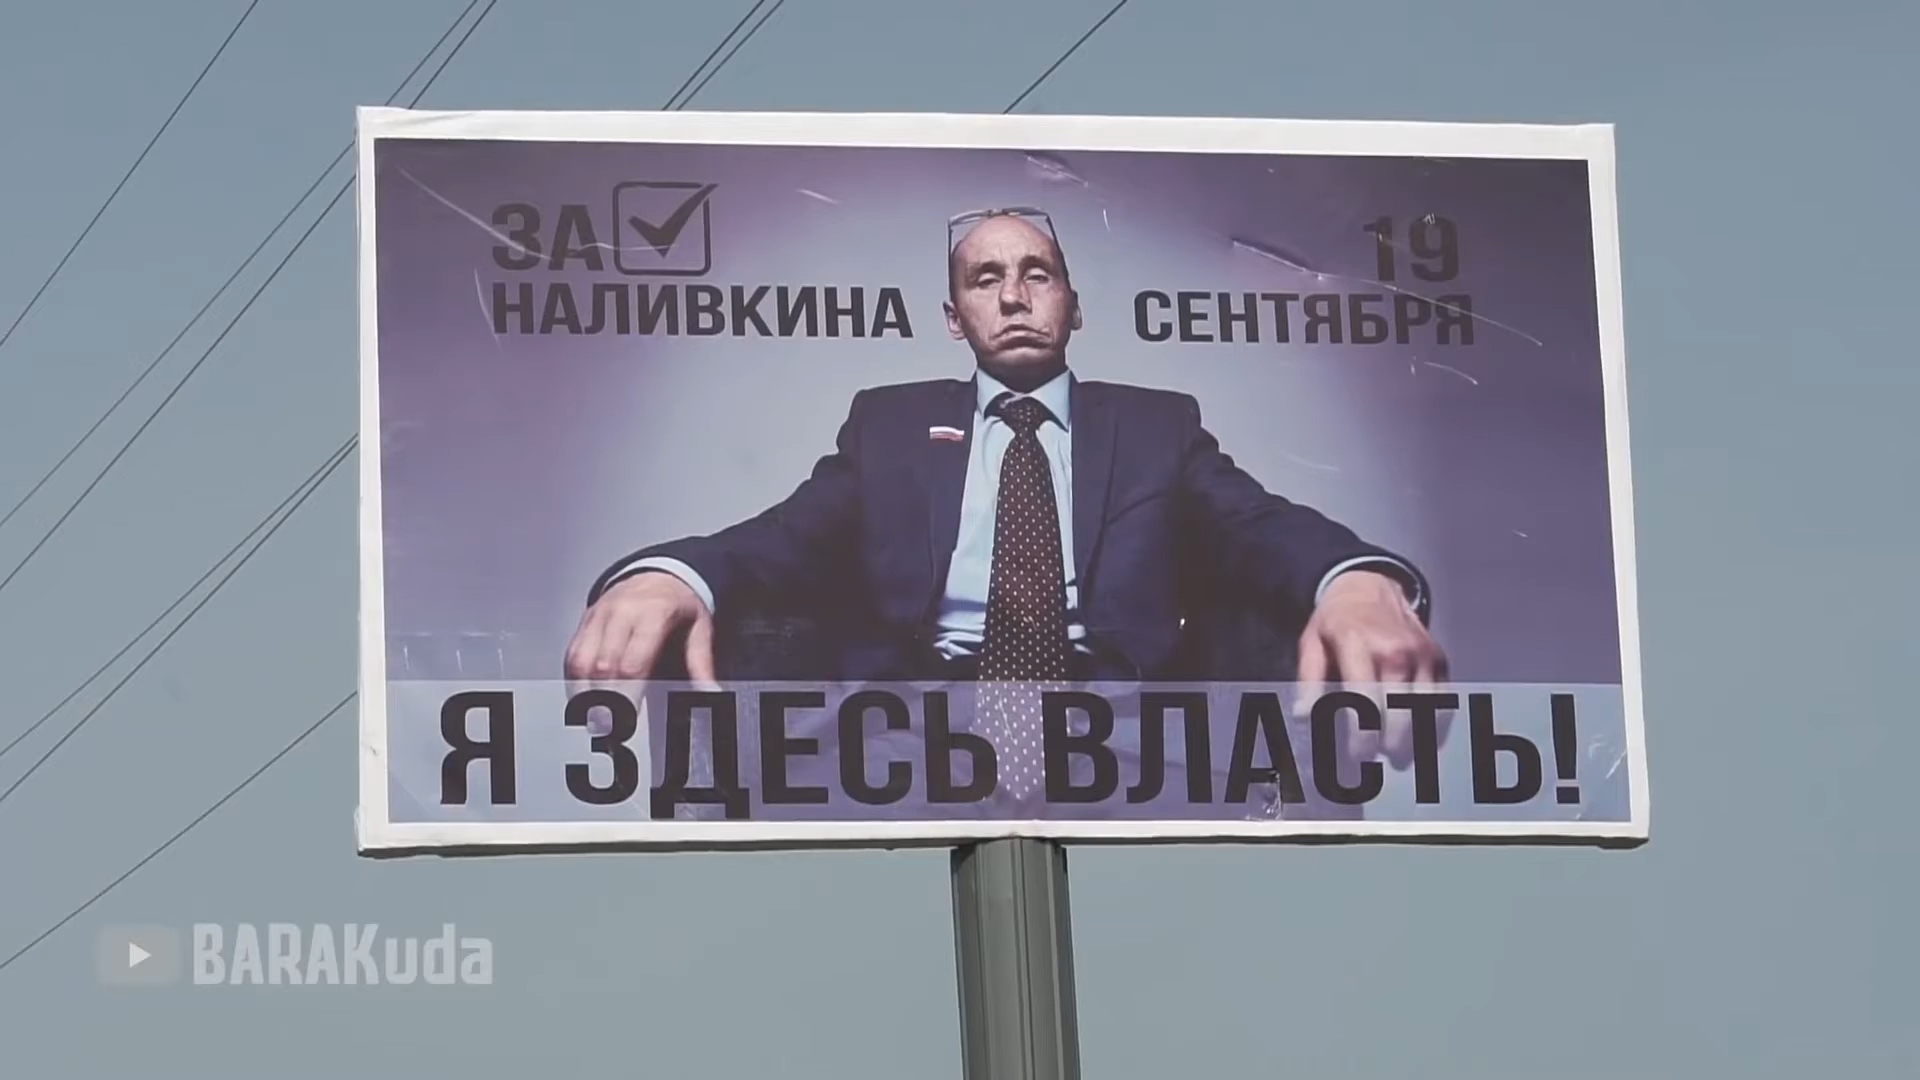 ЗА
НАЛИВКИНА
19
СЕНТЯБРЯ
Я ЗДЕСЬ ВЛАСТЬ!
BARAKuda